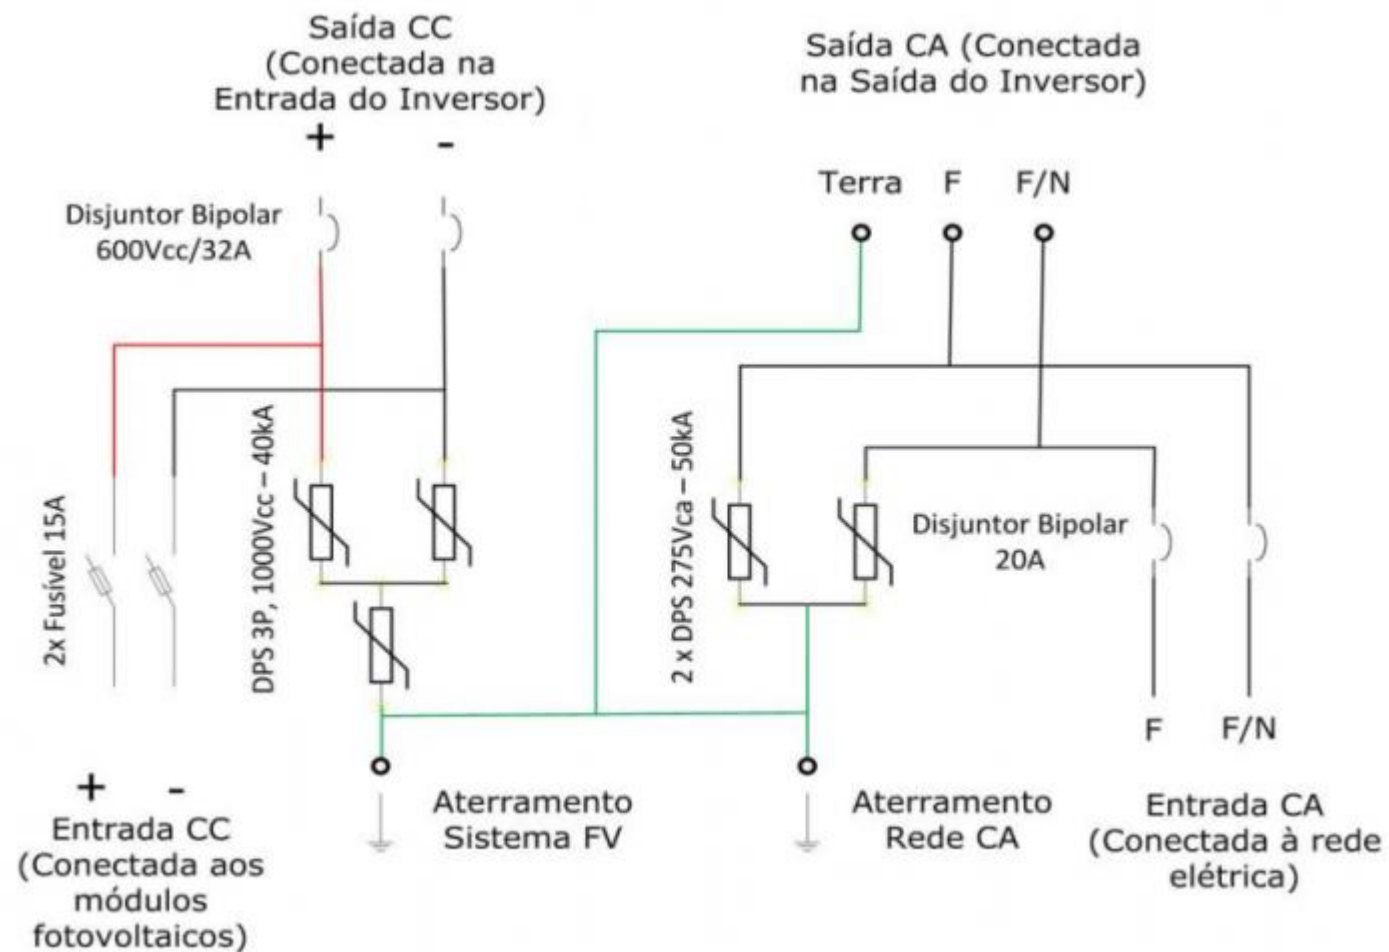 Saída CC
(Conectada na
Entrada do Inversor)
+ -
Disjuntor Bipolar
600Vcc/32A
2x Fusível 15A
DPS 3P, 1000Vcc – 40kA
+ -
Entrada CC
(Conectada aos
módulos
fotovoltaicos)
Aterramento
Sistema FV
Saída CA (Conectada
na Saída do Inversor)
Terra F F/N
2 x DPS 275Vca – 50kA
Disjuntor Bipolar
20A
Aterramento
Rede CA
F F/N
Entrada CA
(Conectada à rede
elétrica)